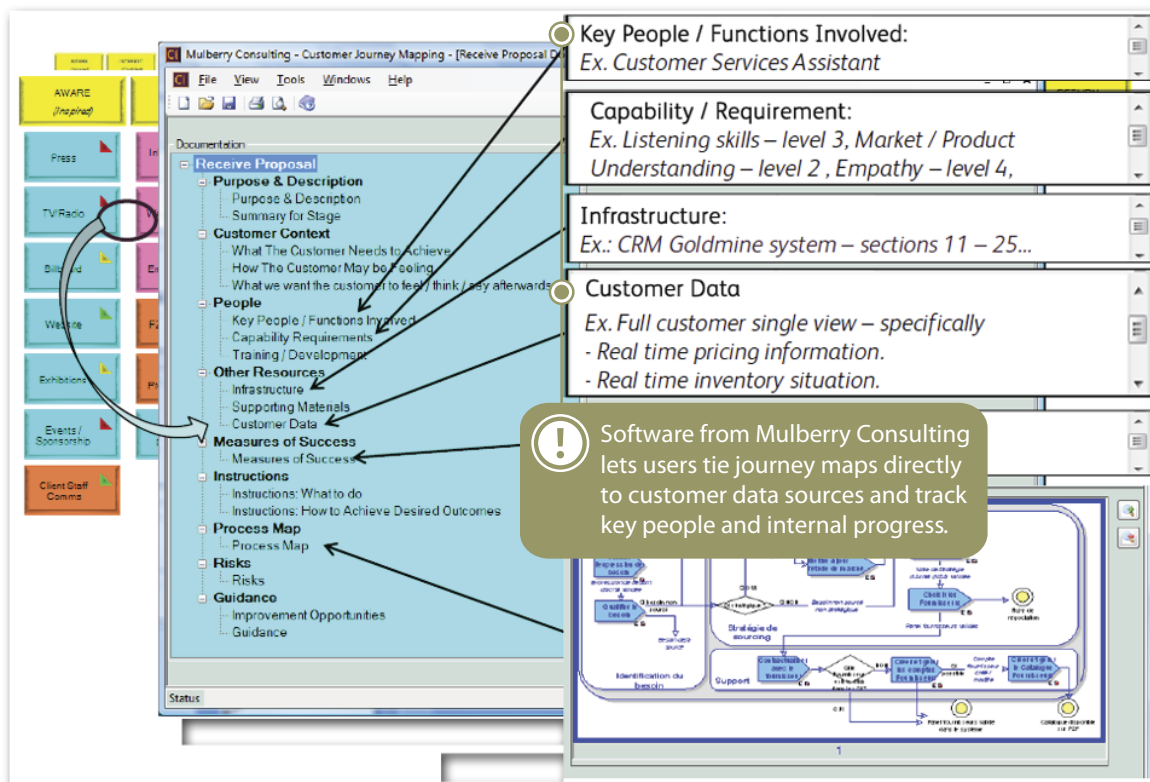 AWARE
(Inspired)
Press
TV/Radio
Billboard
Website
Exhibitions
Events /
Sponsorship
Client Staff
Comms
Mulberry Consulting - Customer Journey Mapping - [Receive Proposal
File View Tools Windows Help
Documentation
Receive Proposal
Purpose & Description
Purpose & Description
Summary for Stage
Customer Context
What The Customer Needs to Achieve
How The Customer May be Feeling
What we want the customer to feel / think / say afterwards
People
Key People / Functions Involved
Capability Requirements
Training / Development
Other Resources
Infrastructure
Supporting Materials
Customer Data
Measures of Success
Measures of Success
Instructions
Instructions: What to do
Instructions: How to Achieve Desired Outcomes
Process Map
Process Map
Risks
Risks
Guidance
Improvement Opportunities
Guidance
Status
Key People / Functions Involved:
Ex. Customer Services Assistant
Capability / Requirement:
Ex. Listening skills – level 3, Market / Product
Understanding – level 2 , Empathy – level 4,
Infrastructure:
Ex.: CRM Goldmine system – sections 11 – 25...
Customer Data
Ex. Full customer single view – specifically
- Real time pricing information.
- Real time inventory situation.
! Software from Mulberry Consulting
lets users tie journey maps directly
to customer data sources and track
key people and internal progress.
Stratégie de
sourcing
Identification du
besoin
Support
1